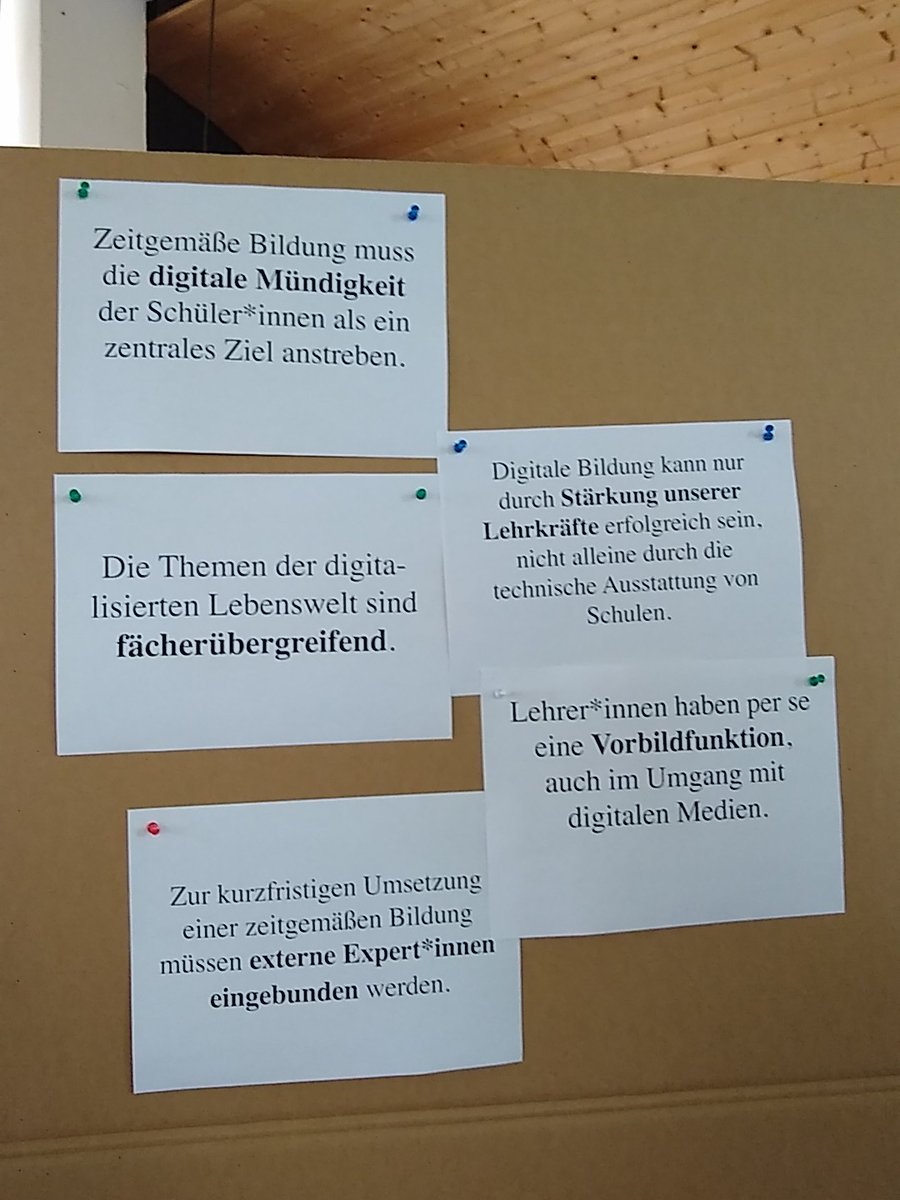 Zeitgemäße Bildung muss
die digitale Mündigkeit
der Schüler*innen als ein
zentrales Ziel anstreben.
Digitale Bildung kann nur
durch Stärkung unserer
Lehrkräfte erfolgreich sein,
nicht alleine durch die
technische Ausstattung von
Schulen.
Die Themen der digita-
lisierten Lebenswelt sind
fächerübergreifend.
Lehrer*innen haben per se
eine Vorbildfunktion,
auch im Umgang mit
digitalen Medien.
Zur kurzfristigen Umsetzung
einer zeitgemäßen Bildung
müssen externe Expert*innen
eingebunden werden.